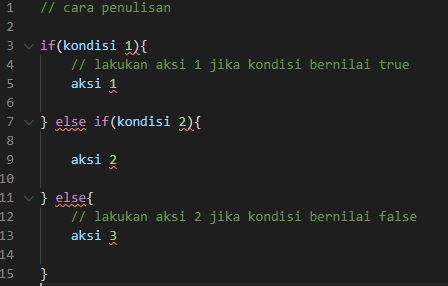 1 // cara penulisan
2
3 if(kondisi 1){
4 // lakukan aksi 1 jika kondisi bernilai true
5 aksi 1
6
7 } else if(kondisi 2){
8
9 aksi 2
10
11 } else{
12 // lakukan aksi 2 jika kondisi bernilai false
13 aksi 3
14
15 }